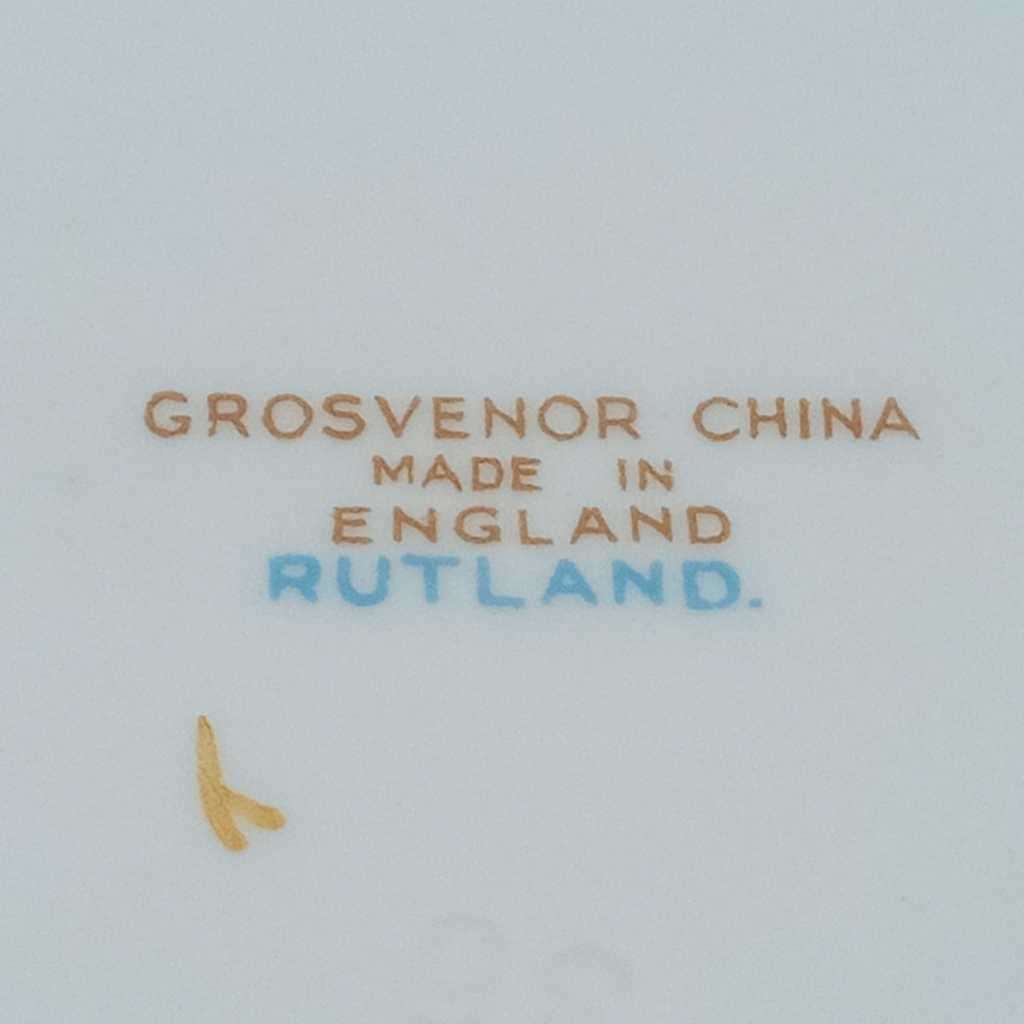 GROSVENOR CHINA
MADE IN
ENGLAND
RUTLAND.